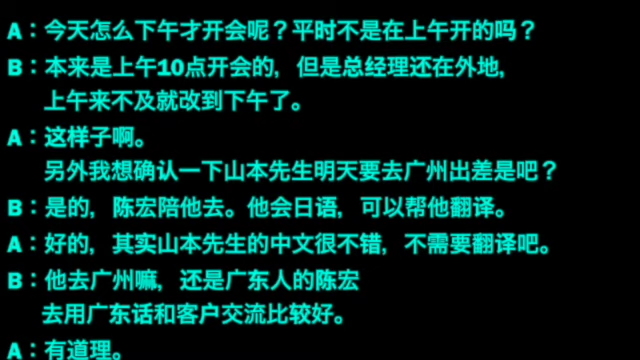 A：今天怎么下午才开会呢？平时不是在上午开的吗？
B：本来是上午10点开会的，但是总经理还在外地，
上午来不及就改到下午了。
A：这样子啊。
另外我想确认一下山本先生明天要去广州出差是吧？
B：是的，陈宏陪他去。他会日语，可以帮他翻译。
A：好的，其实山本先生的中文很不错，不需要翻译吧。
B：他去广州嘛，还是广东人的陈宏
去用广东话和客户交流比较好。
A：有道理。